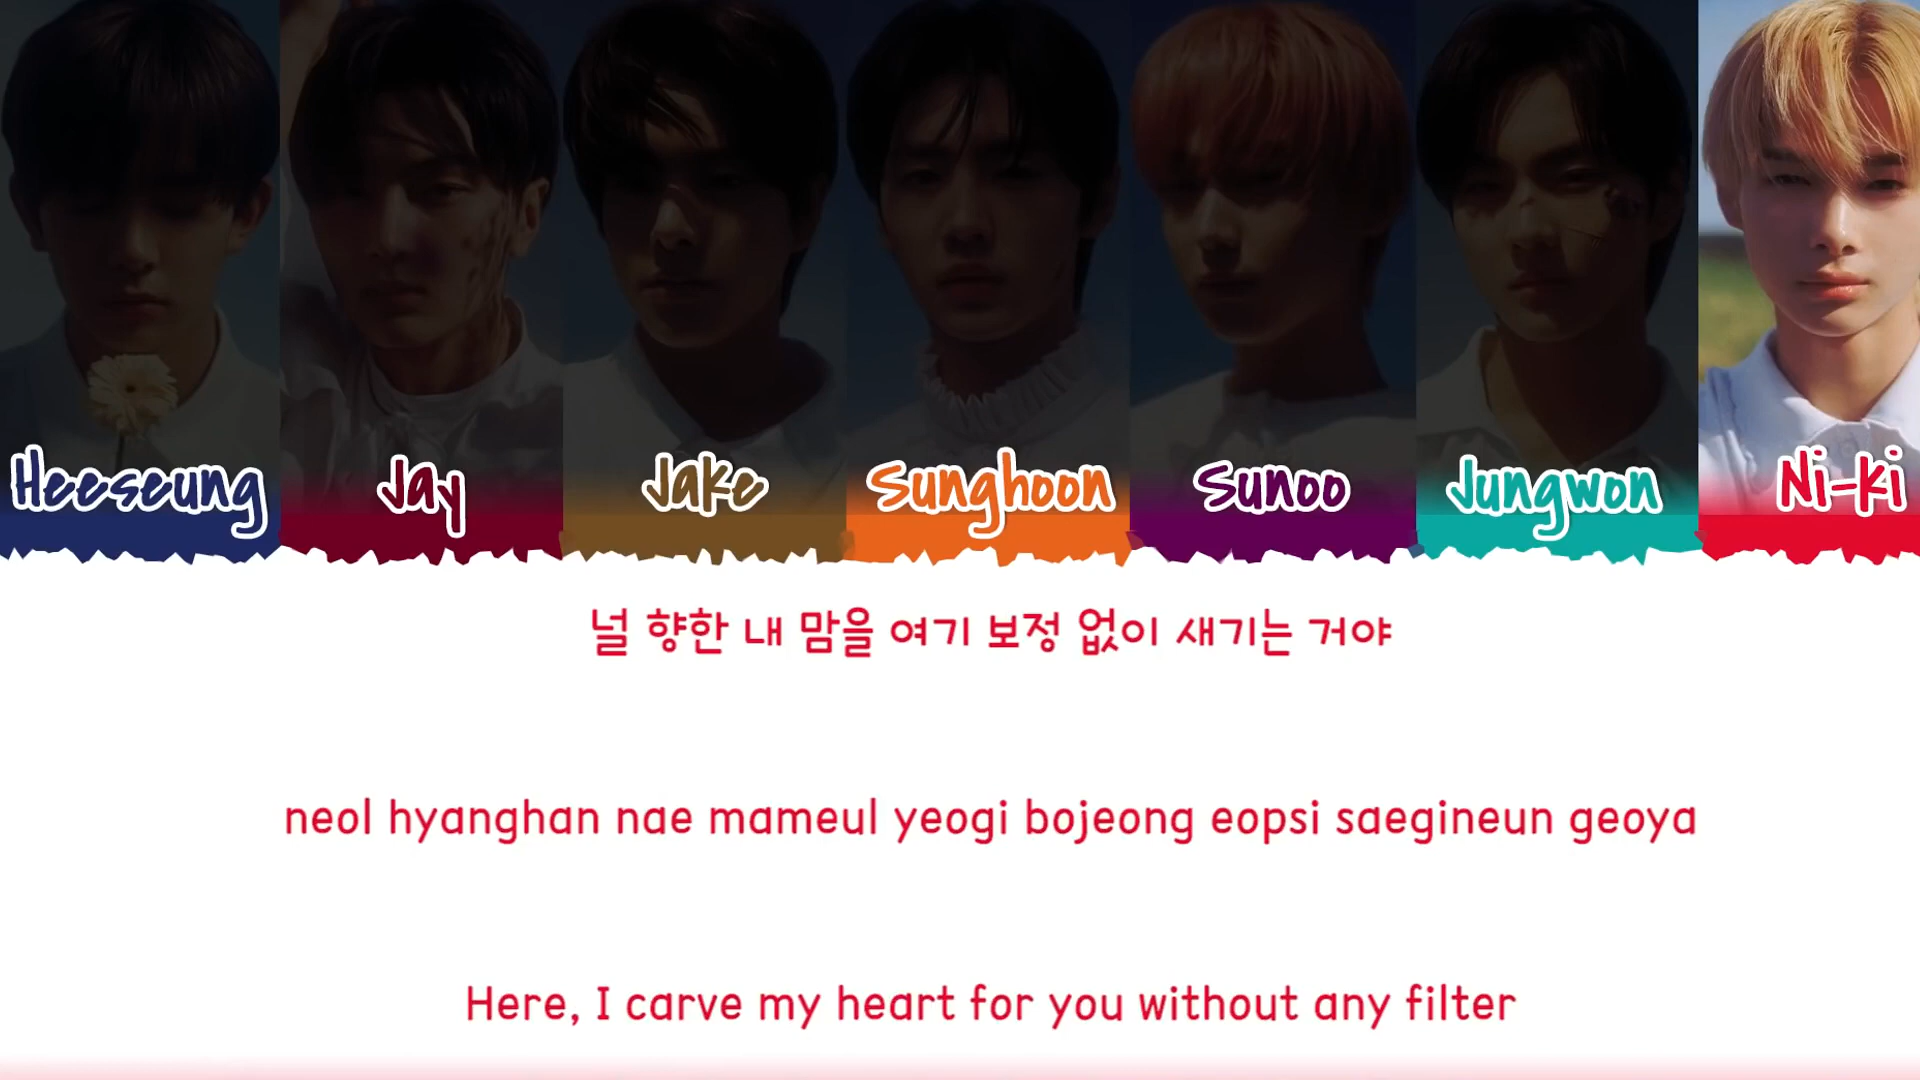 Heeseung
Jay
Jake
Sunghoon
Sunoo
Jungwon
Ni-ki
널 향한 내 맘을 여기 보정 없이 새기는 거야
neol hyanghan nae mameul yeogi bojeong eopsi saegineun geoya
Here, I carve my heart for you without any filter